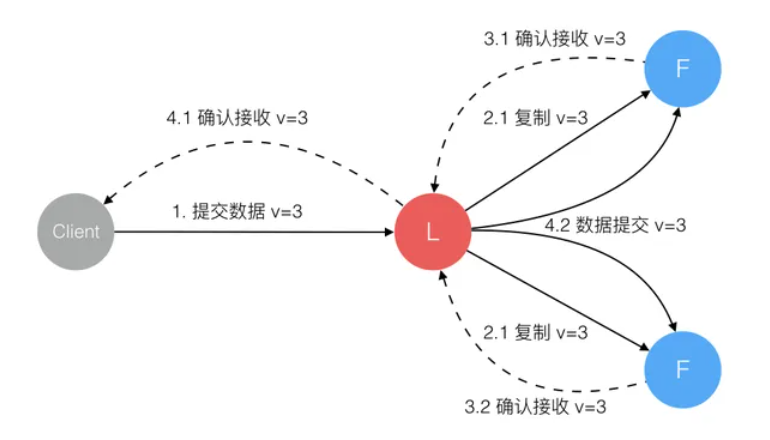 3.1 确认接收 v=3
F
4.1 确认接收 v=3
2.1 复制 v=3
Client
1. 提交数据 v=3
L
4.2 数据提交 v=3
2.1 复制 v=3
F
3.2 确认接收 v=3